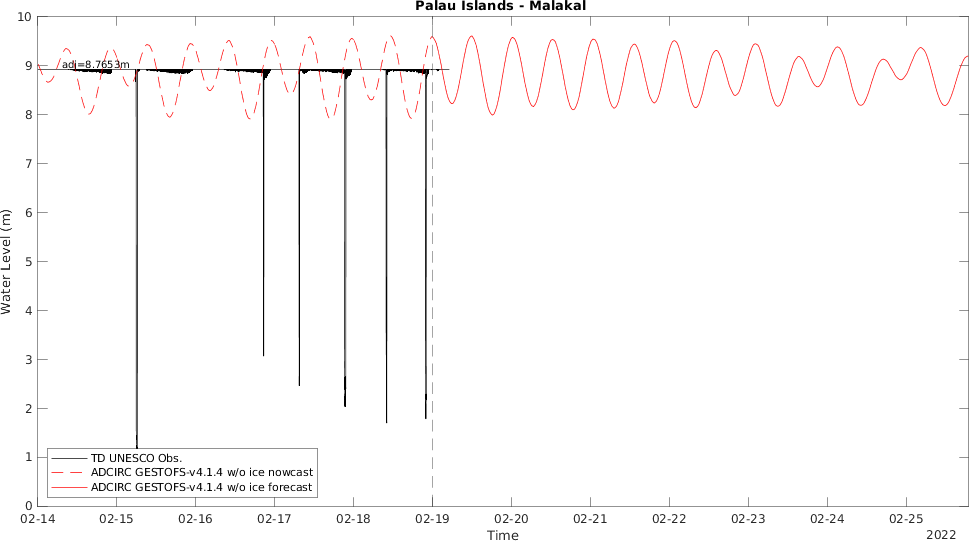 Palau Islands - Malakal
10
9
8
7
6
5
4
3
2
1
0
Water Level (m)
adj=8.7653m
TD UNESCO Obs.
ADCIRC GESTOFS-v4.1.4 w/o ice nowcast
ADCIRC GESTOFS-v4.1.4 w/o ice forecast
02-14 02-15 02-16 02-17 02-18 02-19 02-20 02-21 02-22 02-23 02-24 02-25
Time
2022